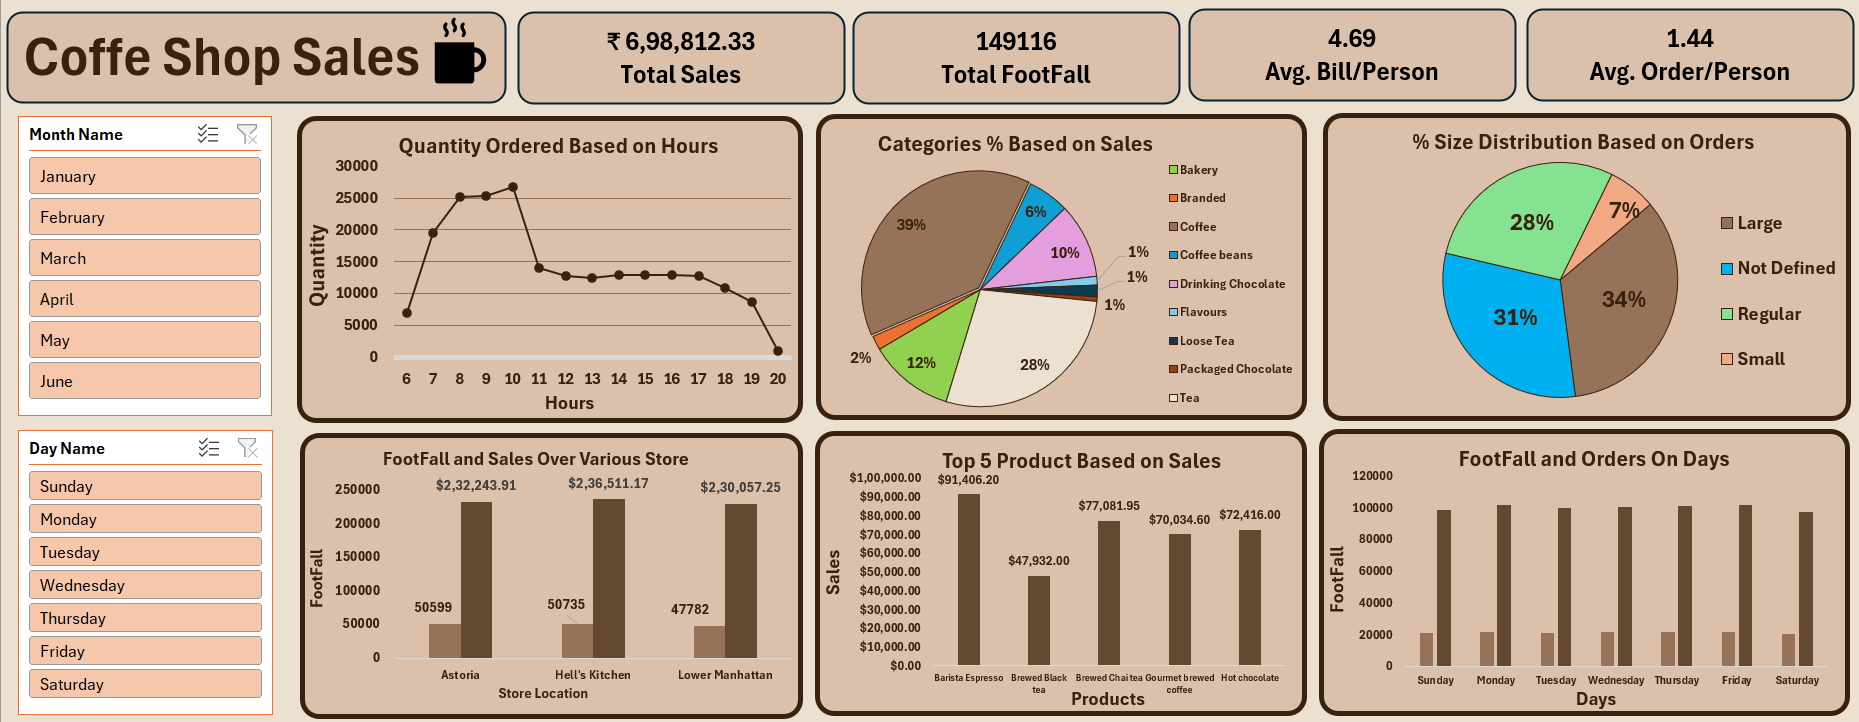 Coffe Shop Sales
₹ 6,98,812.33
Total Sales
149116
Total FootFall
4.69
Avg. Bill/Person
1.44
Avg. Order/Person
Month Name
January
February
March
April
May
June
Day Name
Sunday
Monday
Tuesday
Wednesday
Thursday
Friday
Saturday
Quantity Ordered Based on Hours
Quantity
30000
25000
20000
15000
10000
5000
0
6 7 8 9 10 11 12 13 14 15 16 17 18 19 20
Hours
Categories % Based on Sales
39%
6%
10%
1%
1%
1%
28%
12%
2%
Bakery
Branded
Coffee
Coffee beans
Drinking Chocolate
Flavours
Loose Tea
Packaged Chocolate
Tea
% Size Distribution Based on Orders
28%
7%
34%
31%
Large
Not Defined
Regular
Small
FootFall and Sales Over Various Store
FootFall
250000
200000
150000
100000
50000
0
$2,32,243.91
$2,36,511.17
$2,30,057.25
50599
50735
47782
Astoria
Hell's Kitchen
Lower Manhattan
Store Location
Top 5 Product Based on Sales
Sales
$1,00,000.00
$90,000.00
$80,000.00
$70,000.00
$60,000.00
$50,000.00
$40,000.00
$30,000.00
$20,000.00
$10,000.00
$0.00
$91,406.20
$47,932.00
$77,081.95
$70,034.60
$72,416.00
Barista Espresso
Brewed Black
tea
Brewed Chai tea
Gourmet brewed
coffee
Hot chocolate
Products
FootFall and Orders On Days
FootFall
120000
100000
80000
60000
40000
20000
0
Sunday
Monday
Tuesday
Wednesday
Thursday
Friday
Saturday
Days